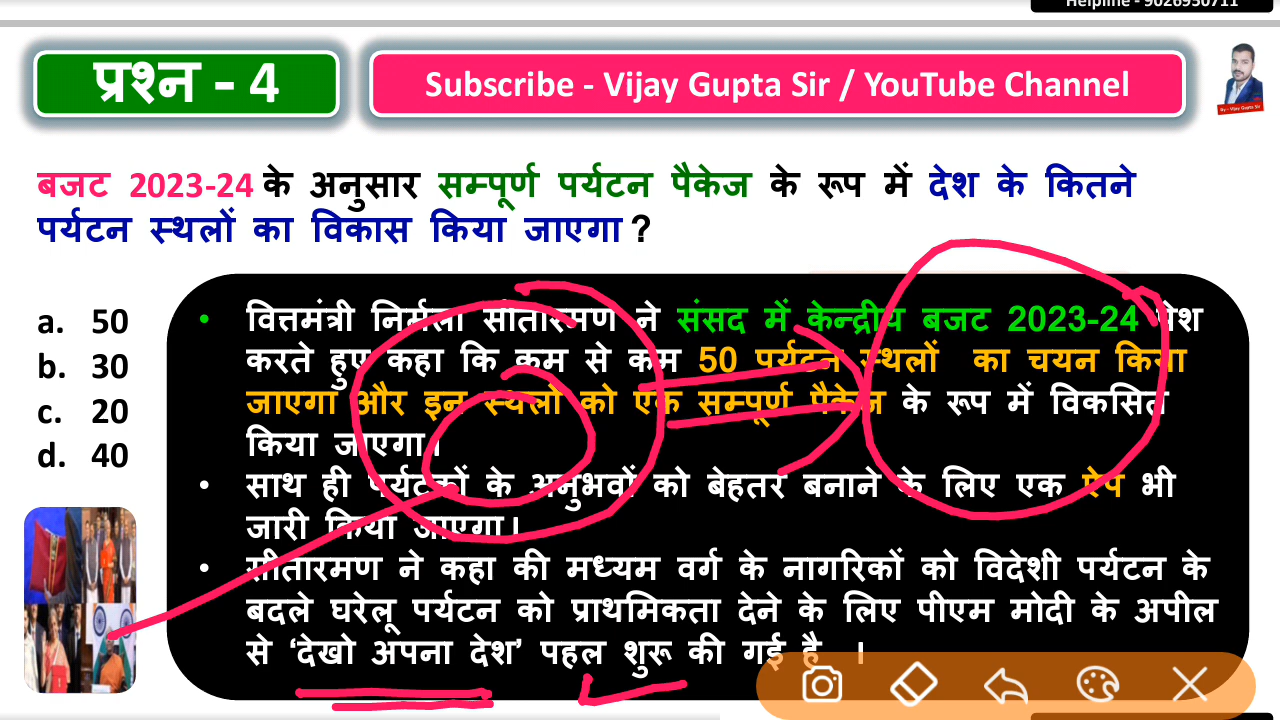 Helpline - 9026950711
प्रश्न - 4
Subscribe - Vijay Gupta Sir / YouTube Channel
By - Vijay Gupta Sir
बजट 2023-24 के अनुसार सम्पूर्ण पर्यटन पैकेज के रूप में देश के कितने
पर्यटन स्थलों का विकास किया जाएगा ?
a. 50
b. 30
c. 20
d. 40
• वित्तमंत्री निर्मला सीतारमण ने संसद में केन्द्रीय बजट 2023-24 पेश
करते हुए कहा कि कम से कम 50 पर्यटन स्थलों का चयन किया
जाएगा और इन स्थलों को एक सम्पूर्ण पैकेज के रूप में विकसित
किया जाएगा।
• साथ ही पर्यटकों के अनुभवों को बेहतर बनाने के लिए एक ऐप भी
जारी किया जाएगा।
• सीतारमण ने कहा की मध्यम वर्ग के नागरिकों को विदेशी पर्यटन के
बदले घरेलू पर्यटन को प्राथमिकता देने के लिए पीएम मोदी के अपील
से ‘देखो अपना देश’ पहल शुरू की गई है ।